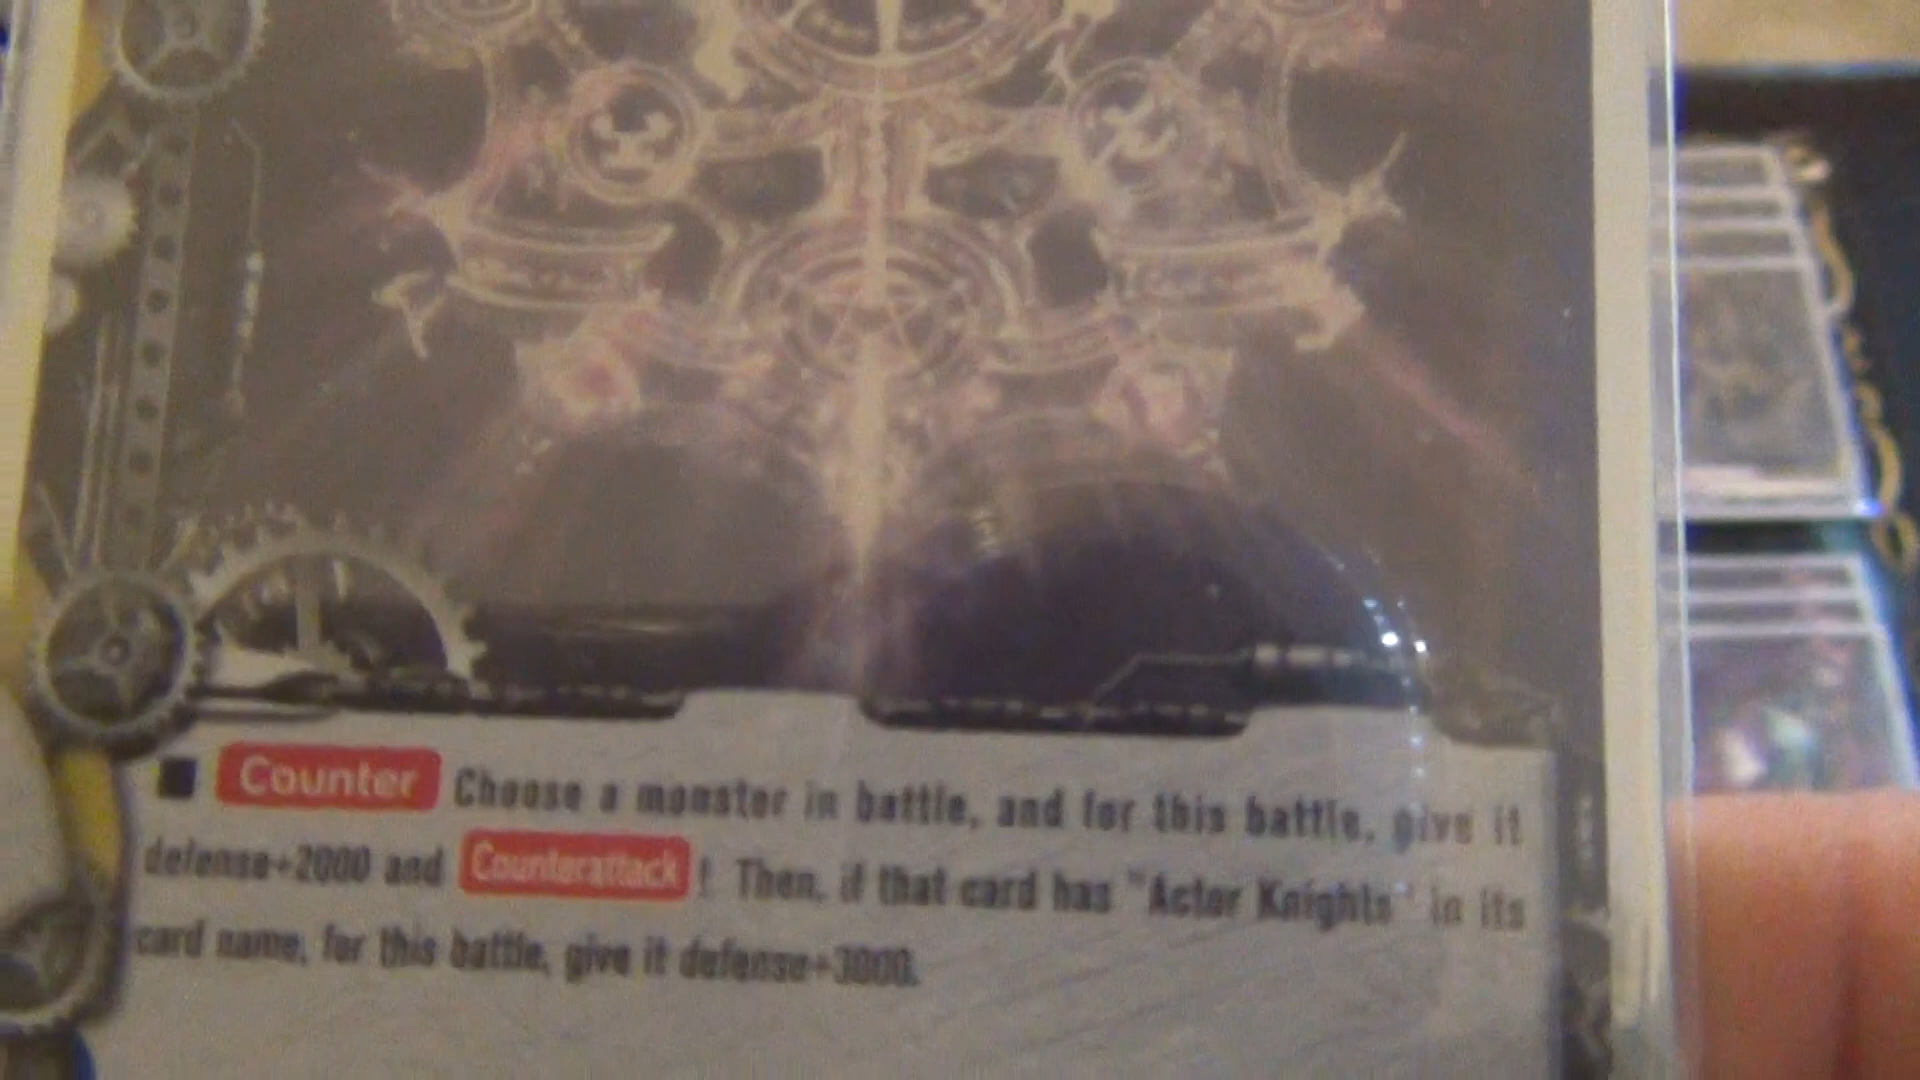 ■ Counter Choose a monster in battle, and for this battle, give it
defense+2000 and Counterattack! Then, if that card has "Actor Knights" in its
card name, for this battle, give it defense+3000.